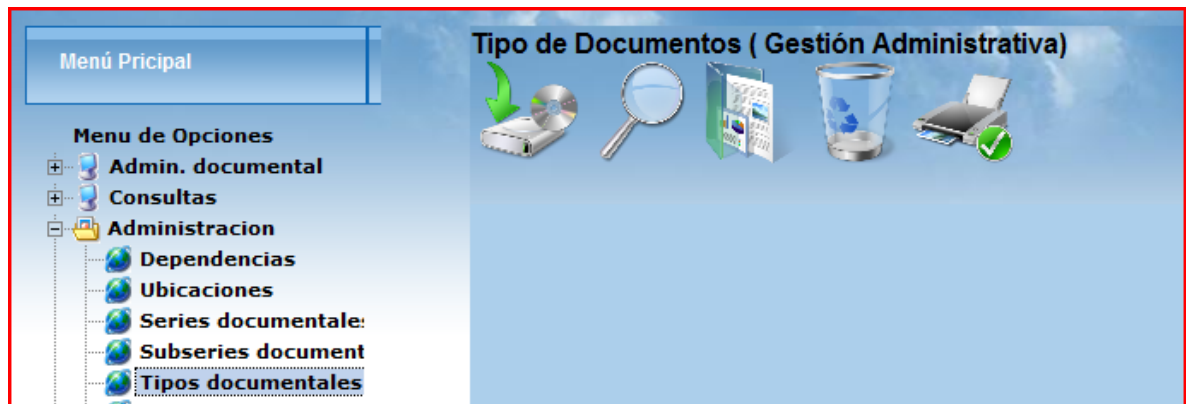 Menú Pricipal
Tipo de Documentos ( Gestión Administrativa)
Menu de Opciones
Admin. documental
Consultas
Administracion
Dependencias
Ubicaciones
Series documentale
Subseries document
Tipos documentales